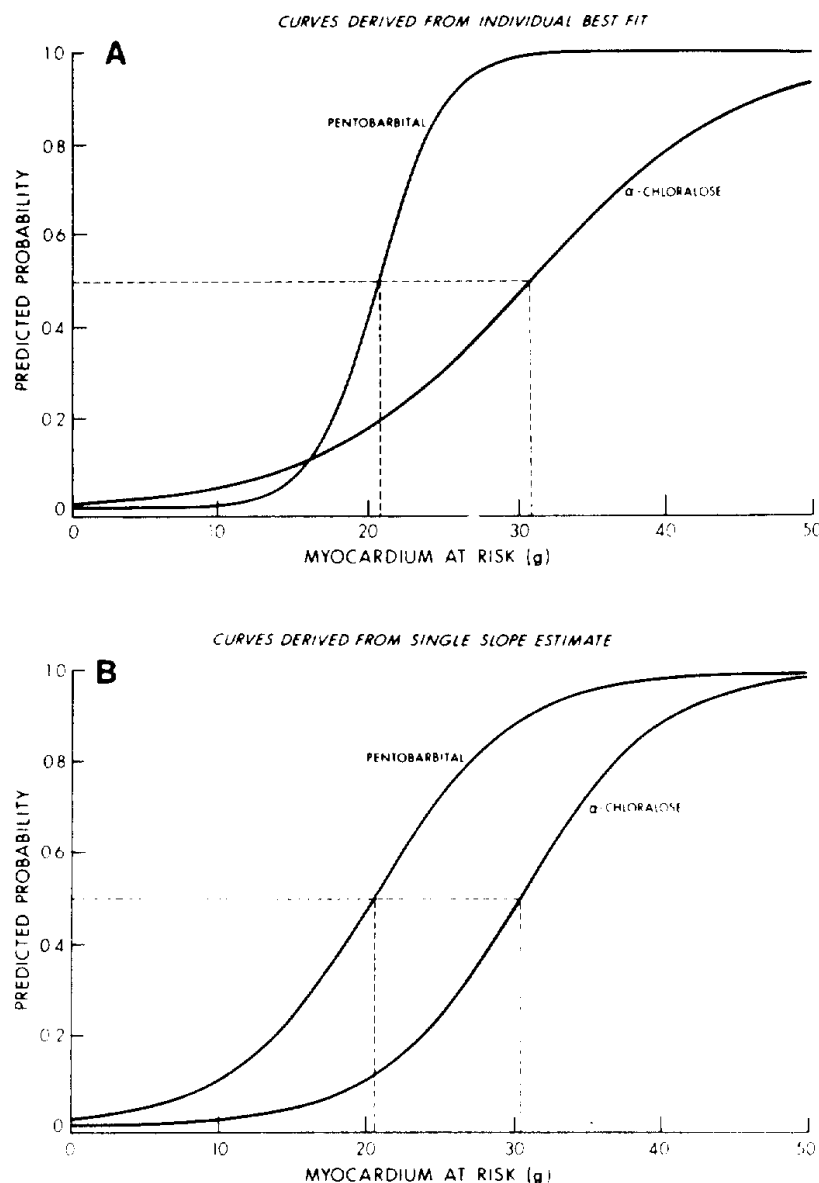 CURVES DERIVED FROM INDIVIDUAL BEST FIT
A
PREDICTED PROBABILITY
1.0
0.8
0.6
0.4
0.2
0
PENTOBARBITAL
α-CHLORALOSE
0 10 20 30 40 50
MYOCARDIUM AT RISK (g)
CURVES DERIVED FROM SINGLE SLOPE ESTIMATE
B
PREDICTED PROBABILITY
1.0
0.8
0.6
0.4
0.2
0
PENTOBARBITAL
α-CHLORALOSE
0 10 20 30 40 50
MYOCARDIUM AT RISK (g)